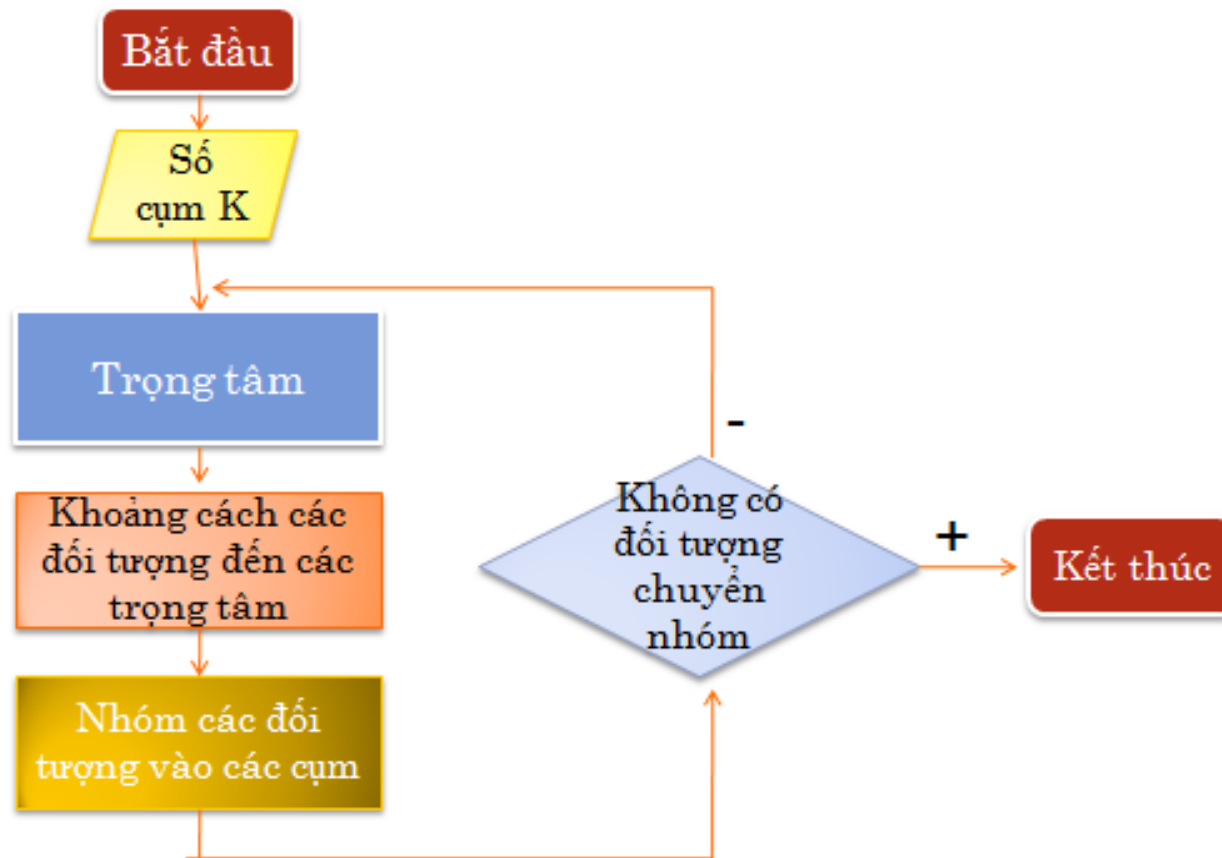 Bắt đầu
Số
cụm K
Trọng tâm
Khoảng cách các
đối tượng đến các
trọng tâm
Nhóm các đối
tượng vào các cụm
-
Không có
đối tượng
chuyển
nhóm
+
Kết thúc